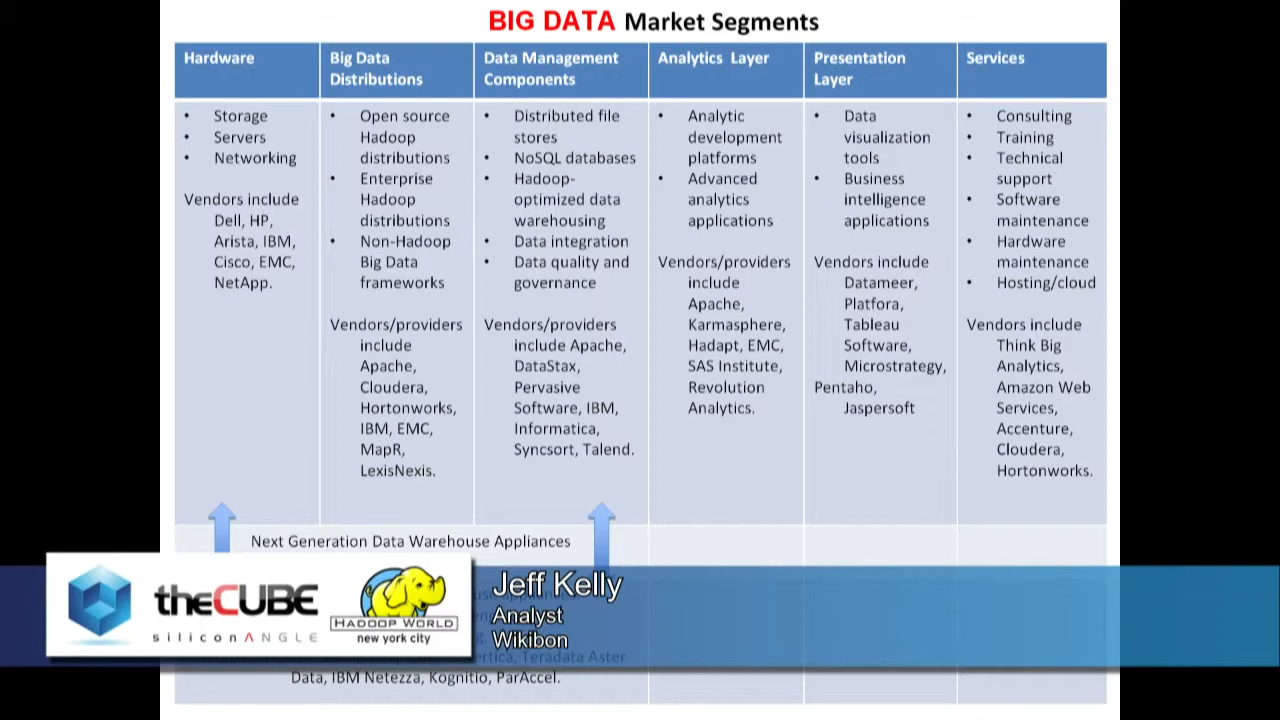 BIG DATA Market Segments
Hardware
• Storage
• Servers
• Networking
Vendors include
Dell, HP,
Arista, IBM,
Cisco, EMC,
NetApp.
Big Data
Distributions
• Open source
Hadoop
distributions
• Enterprise
Hadoop
distributions
• Non-Hadoop
Big Data
frameworks
Vendors/providers
include
Apache,
Cloudera,
Hortonworks,
IBM, EMC,
MapR,
LexisNexis.
Data Management
Components
• Distributed file
stores
• NoSQL databases
• Hadoop-
optimized data
warehousing
• Data integration
• Data quality and
governance
Vendors/providers
include Apache,
DataStax,
Pervasive
Software, IBM,
Informatica,
Syncsort, Talend.
Analytics Layer
• Analytic
development
platforms
• Advanced
analytics
applications
Vendors/providers
include
Apache,
Karmasphere,
Hadapt, EMC,
SAS Institute,
Revolution
Analytics.
Presentation
Layer
• Data
visualization
tools
• Business
intelligence
applications
Vendors include
Datameer,
Platfora,
Tableau
Software,
Microstrategy,
Pentaho,
Jaspersoft
Services
• Consulting
• Training
• Technical
support
• Software
maintenance
• Hardware
maintenance
• Hosting/cloud
Vendors include
Think Big
Analytics,
Amazon Web
Services,
Accenture,
Cloudera,
Hortonworks.
Next Generation Data Warehouse Appliances
Teradata Aster
Data, IBM Netezza, Kognitio, ParAccel.
theCUBE
siliconANGLE
HADOOP WORLD
new york city
Jeff Kelly
Analyst
Wikibon